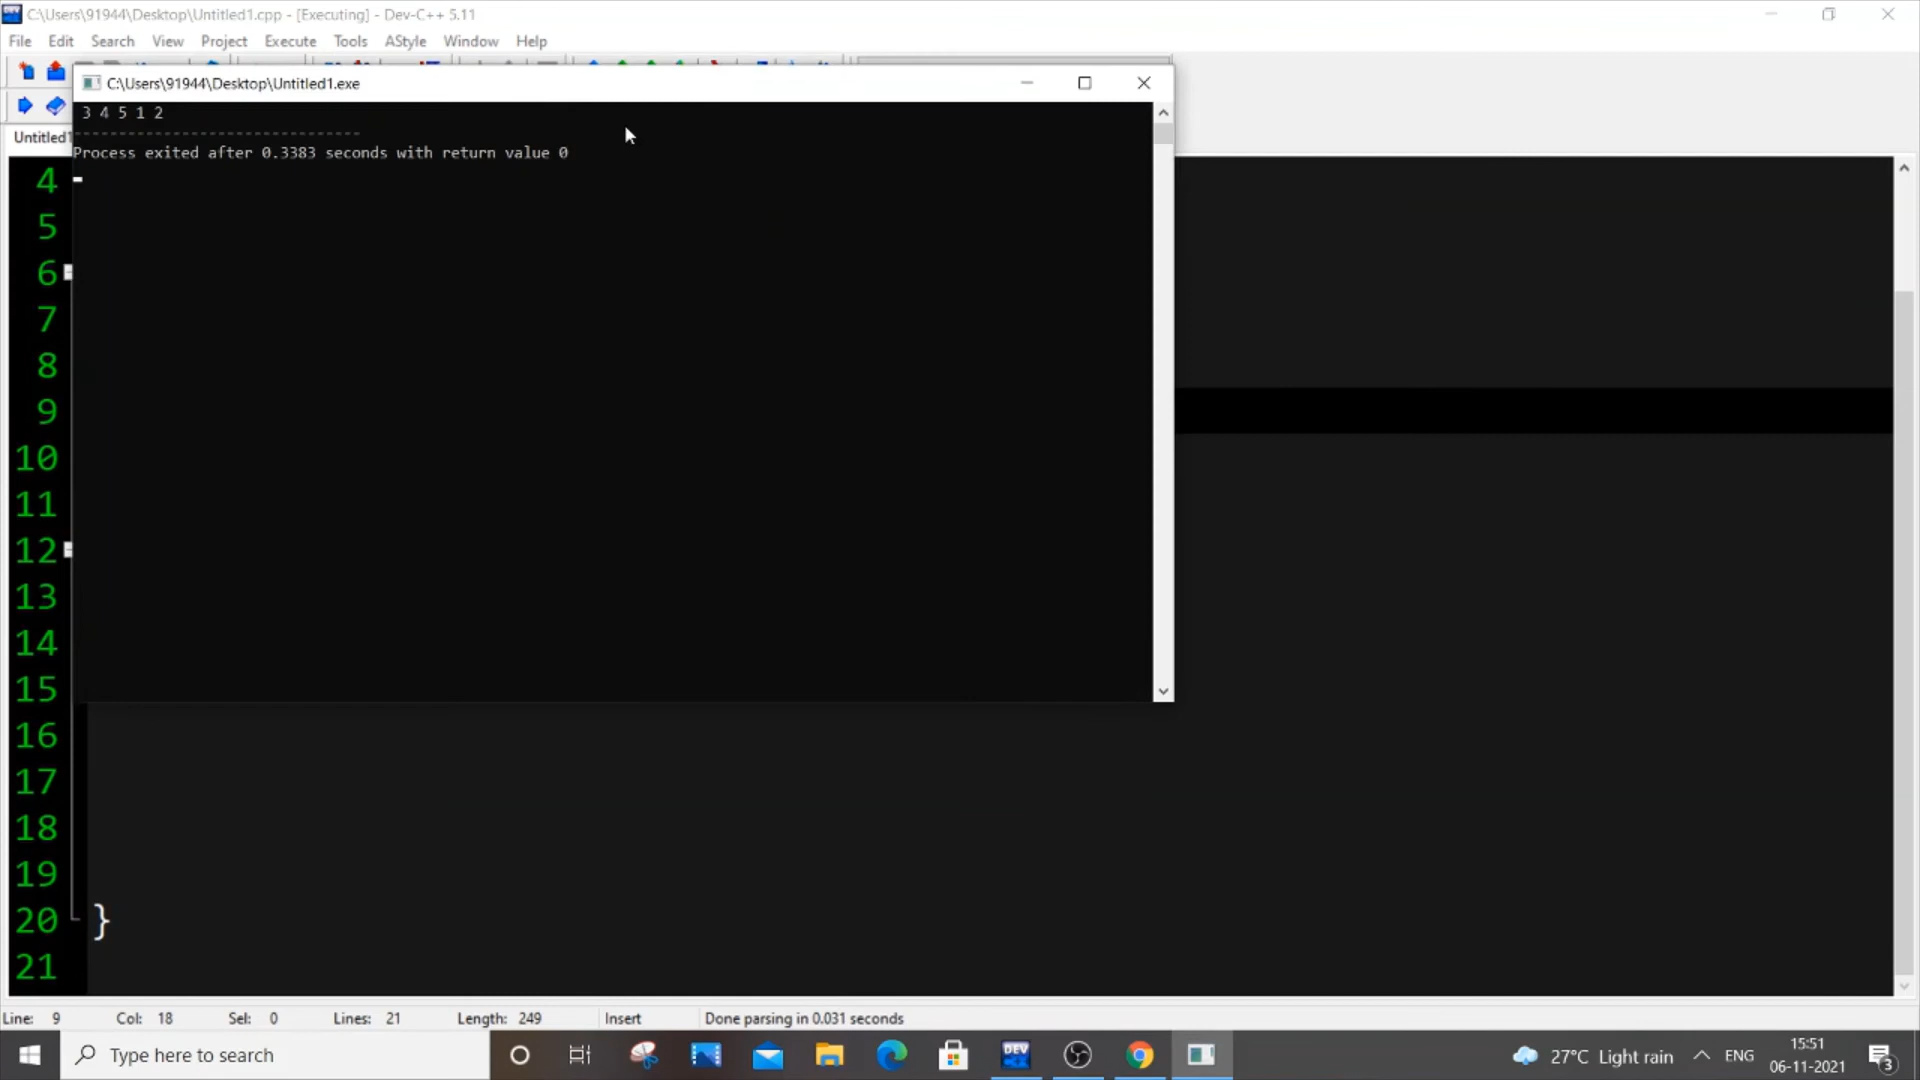 C:\Users\91944\Desktop\Untitled1.cpp - [Executing] - Dev-C++ 5.11
File Edit Search View Project Execute Tools AStyle Window Help
C:\Users\91944\Desktop\Untitled1.exe
3 4 5 1 2
--------------------------------
Process exited after 0.3383 seconds with return value 0
Untitled1
4
5
6
7
8
9
10
11
12
13
14
15
16
17
18
19
20 }
21
Line: 9 Col: 18 Sel: 0 Lines: 21 Length: 249 Insert Done parsing in 0.031 seconds
Type here to search
DEV
27°C Light rain
ENG
15:51
06-11-2021
3